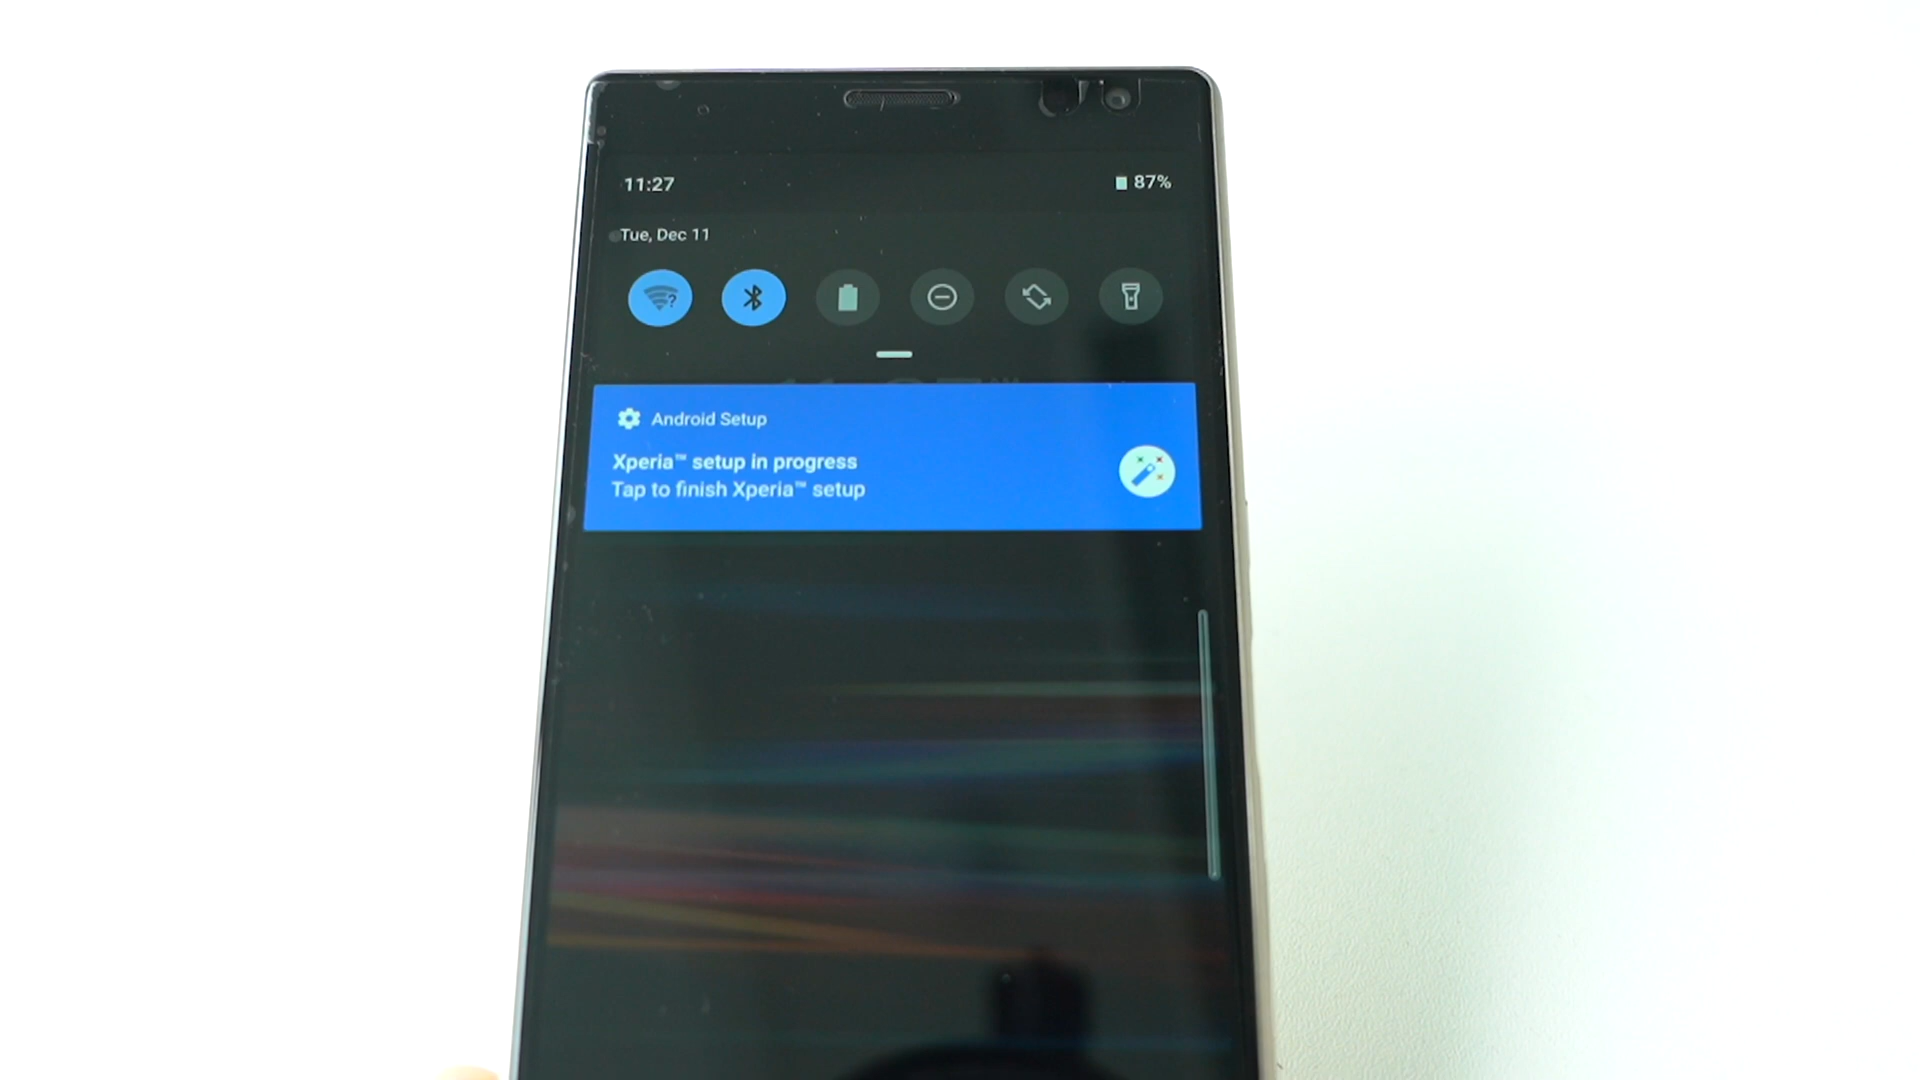 11:27
87%
Tue, Dec 11
?
Android Setup
Xperia™ setup in progress
Tap to finish Xperia™ setup